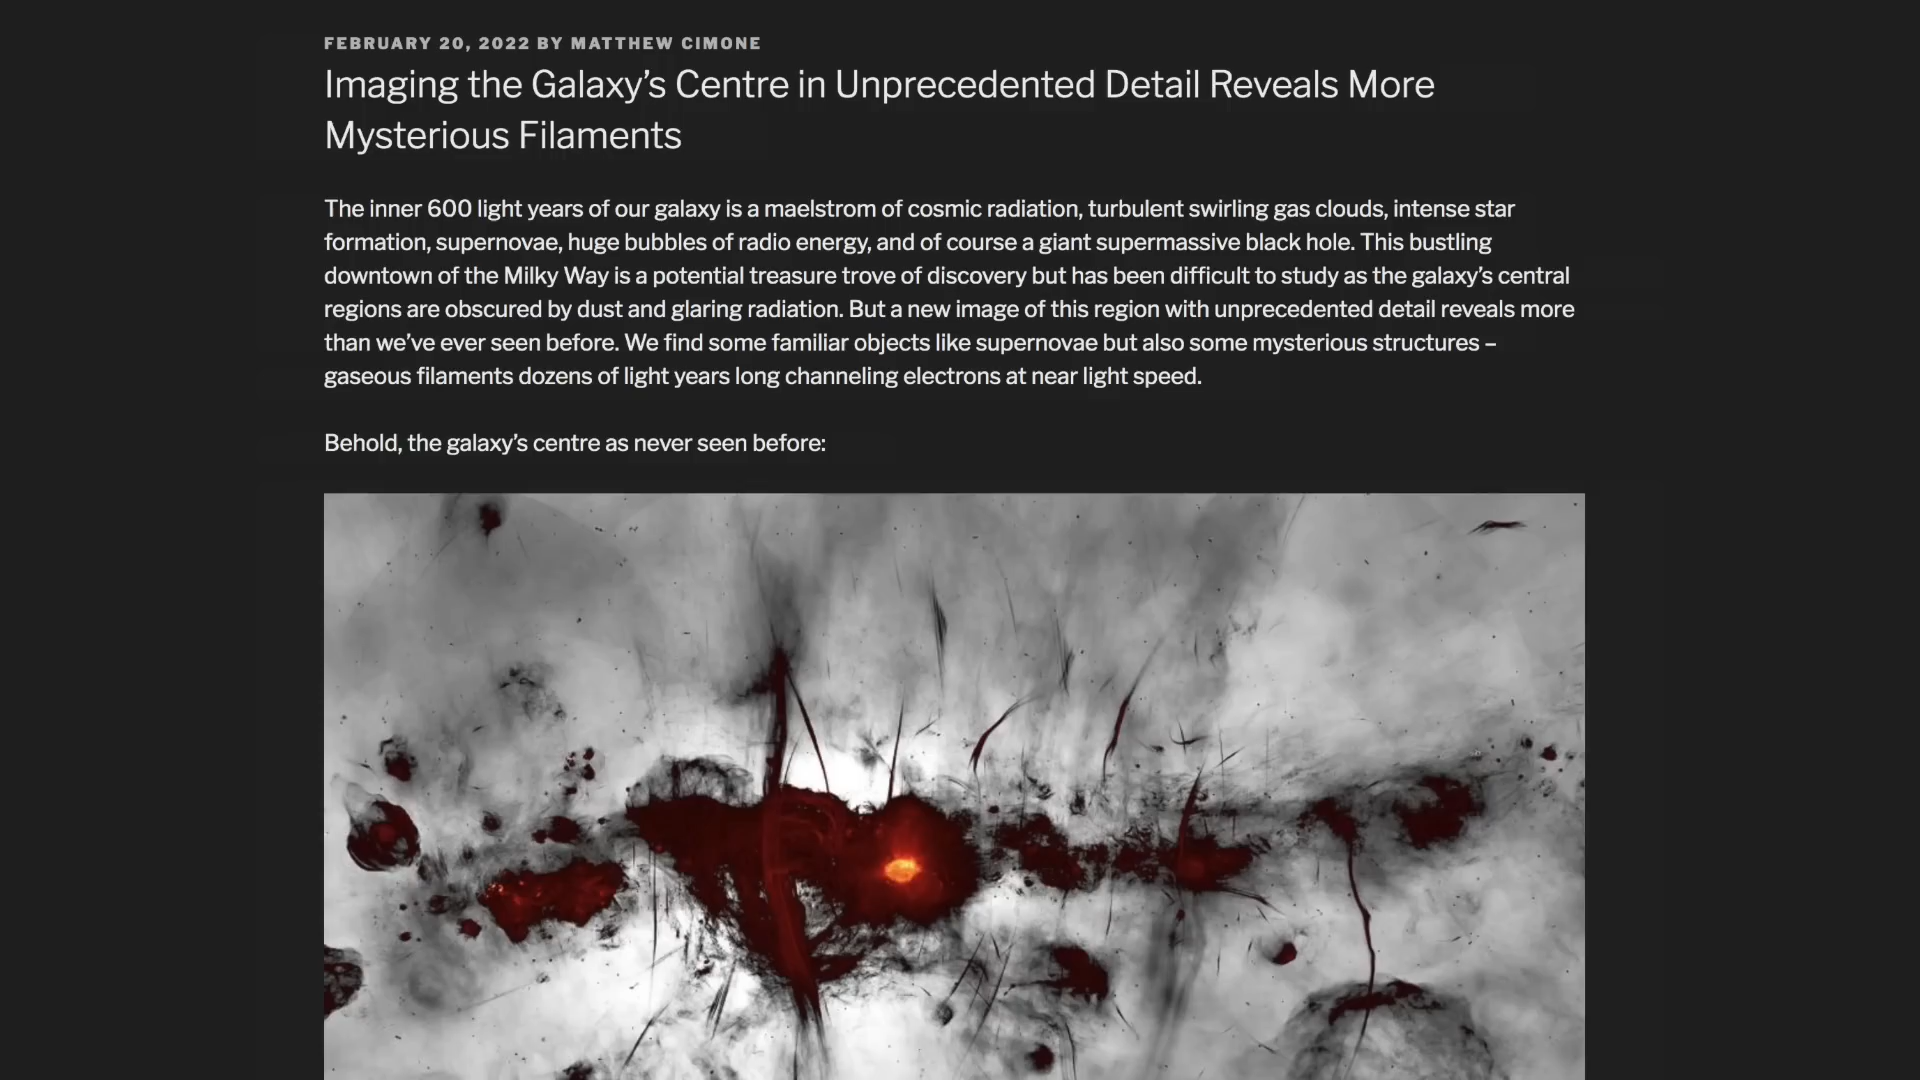 FEBRUARY 20, 2022 BY MATTHEW CIMONE
Imaging the Galaxy’s Centre in Unprecedented Detail Reveals More
Mysterious Filaments
The inner 600 light years of our galaxy is a maelstrom of cosmic radiation, turbulent swirling gas clouds, intense star
formation, supernovae, huge bubbles of radio energy, and of course a giant supermassive black hole. This bustling
downtown of the Milky Way is a potential treasure trove of discovery but has been difficult to study as the galaxy’s central
regions are obscured by dust and glaring radiation. But a new image of this region with unprecedented detail reveals more
than we’ve ever seen before. We find some familiar objects like supernovae but also some mysterious structures –
gaseous filaments dozens of light years long channeling electrons at near light speed.
Behold, the galaxy’s centre as never seen before: